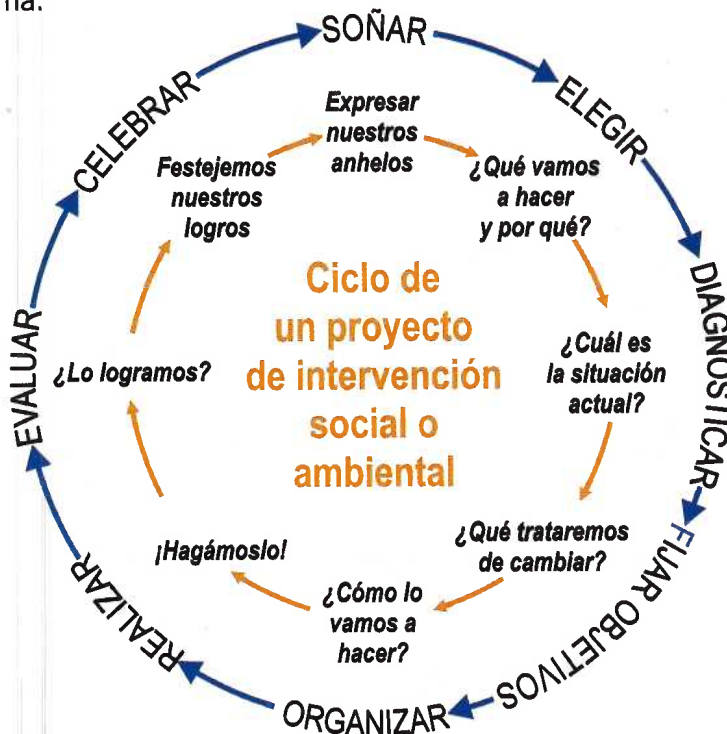 na.
SOÑAR
ELEGIR
DIAGNOSTICAR
FIJAR OBJETIVOS
ORGANIZAR
REALIZAR
EVALUAR
CELEBRAR
Expresar
nuestros
anhelos
¿Qué vamos
a hacer
y por qué?
¿Cuál es
la situación
actual?
¿Qué trataremos
de cambiar?
¿Cómo lo
vamos a
hacer?
¡Hagámoslo!
¿Lo logramos?
Festejemos
nuestros
logros
Ciclo de
un proyecto
de intervención
social o
ambiental